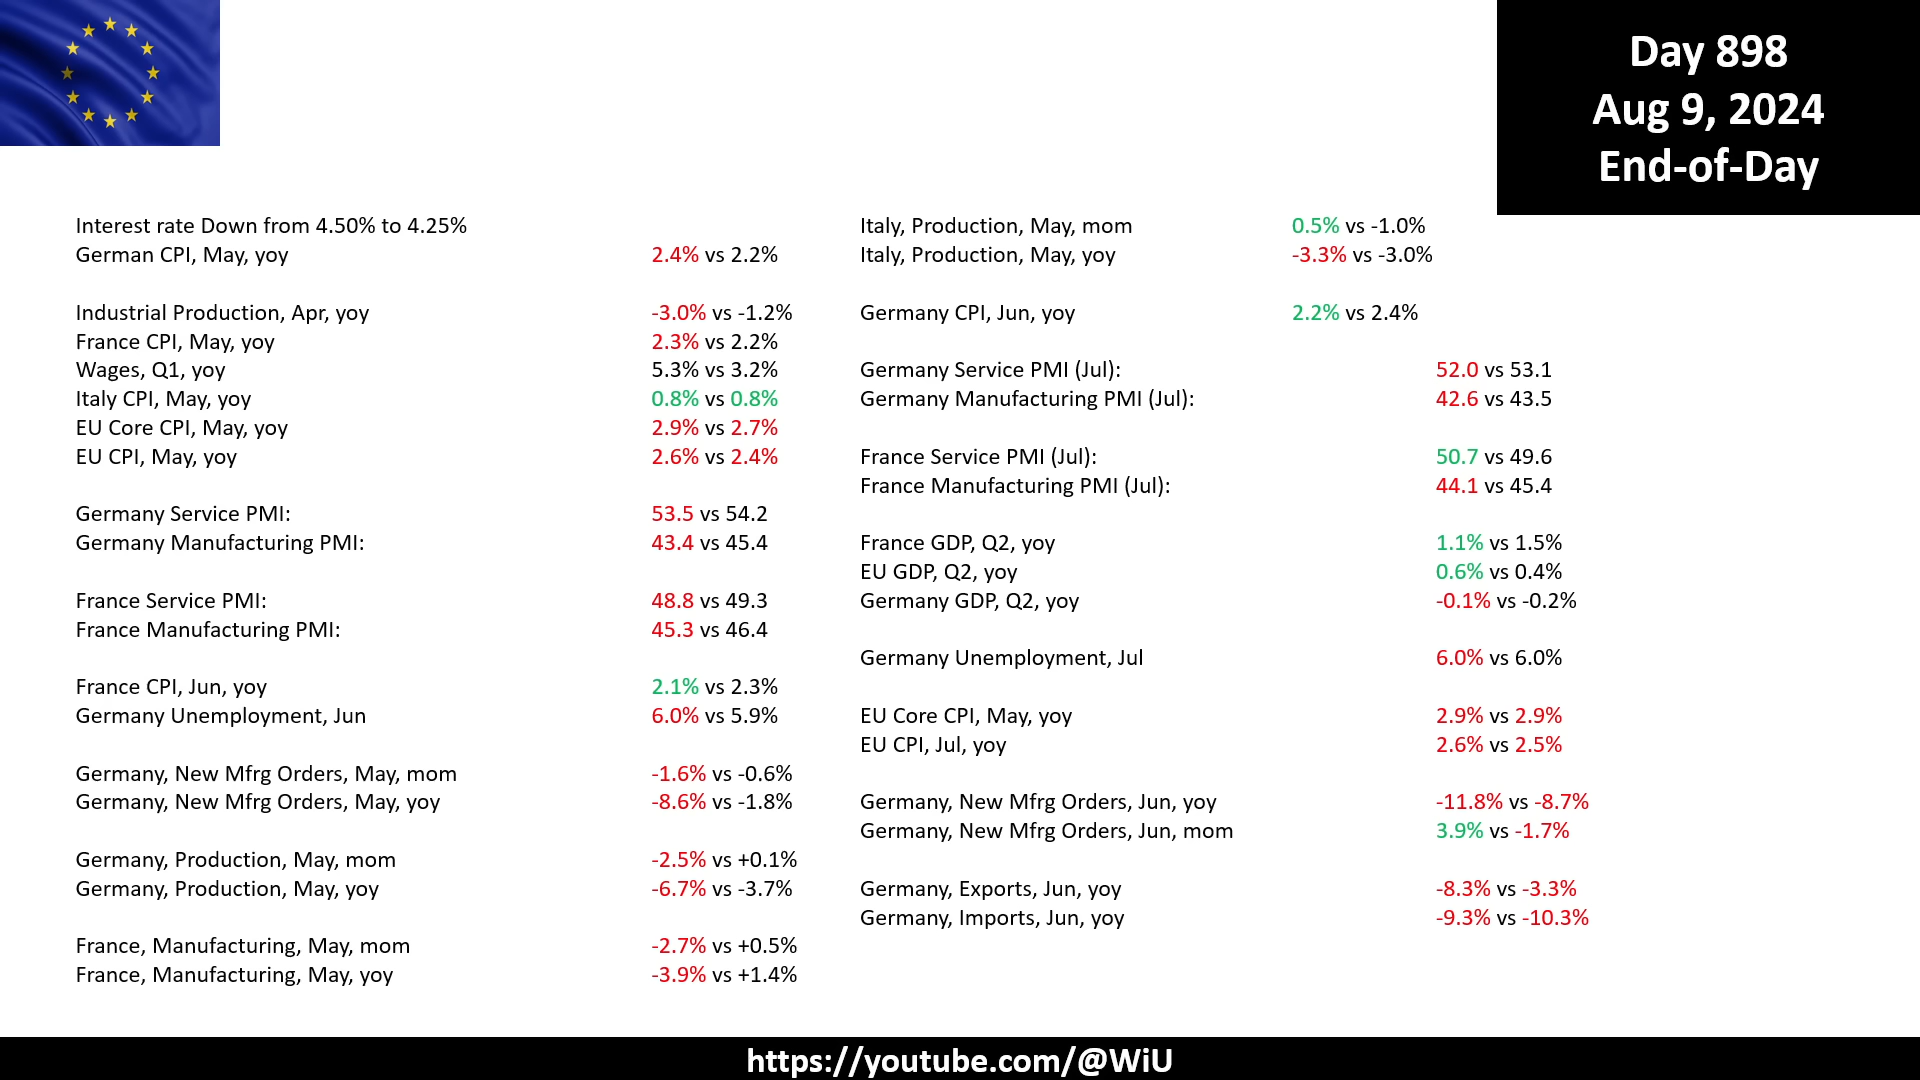 Day 898
Aug 9, 2024
End-of-Day
Interest rate Down from 4.50% to 4.25%
German CPI, May, yoy 2.4% vs 2.2%
Industrial Production, Apr, yoy -3.0% vs -1.2%
France CPI, May, yoy 2.3% vs 2.2%
Wages, Q1, yoy 5.3% vs 3.2%
Italy CPI, May, yoy 0.8% vs 0.8%
EU Core CPI, May, yoy 2.9% vs 2.7%
EU CPI, May, yoy 2.6% vs 2.4%
Germany Service PMI: 53.5 vs 54.2
Germany Manufacturing PMI: 43.4 vs 45.4
France Service PMI: 48.8 vs 49.3
France Manufacturing PMI: 45.3 vs 46.4
France CPI, Jun, yoy 2.1% vs 2.3%
Germany Unemployment, Jun 6.0% vs 5.9%
Germany, New Mfrg Orders, May, mom -1.6% vs -0.6%
Germany, New Mfrg Orders, May, yoy -8.6% vs -1.8%
Germany, Production, May, mom -2.5% vs +0.1%
Germany, Production, May, yoy -6.7% vs -3.7%
France, Manufacturing, May, mom -2.7% vs +0.5%
France, Manufacturing, May, yoy -3.9% vs +1.4%
Italy, Production, May, mom 0.5% vs -1.0%
Italy, Production, May, yoy -3.3% vs -3.0%
Germany CPI, Jun, yoy 2.2% vs 2.4%
Germany Service PMI (Jul): 52.0 vs 53.1
Germany Manufacturing PMI (Jul): 42.6 vs 43.5
France Service PMI (Jul): 50.7 vs 49.6
France Manufacturing PMI (Jul): 44.1 vs 45.4
France GDP, Q2, yoy 1.1% vs 1.5%
EU GDP, Q2, yoy 0.6% vs 0.4%
Germany GDP, Q2, yoy -0.1% vs -0.2%
Germany Unemployment, Jul 6.0% vs 6.0%
EU Core CPI, May, yoy 2.9% vs 2.9%
EU CPI, Jul, yoy 2.6% vs 2.5%
Germany, New Mfrg Orders, Jun, yoy -11.8% vs -8.7%
Germany, New Mfrg Orders, Jun, mom 3.9% vs -1.7%
Germany, Exports, Jun, yoy -8.3% vs -3.3%
Germany, Imports, Jun, yoy -9.3% vs -10.3%
https://youtube.com/@WiU